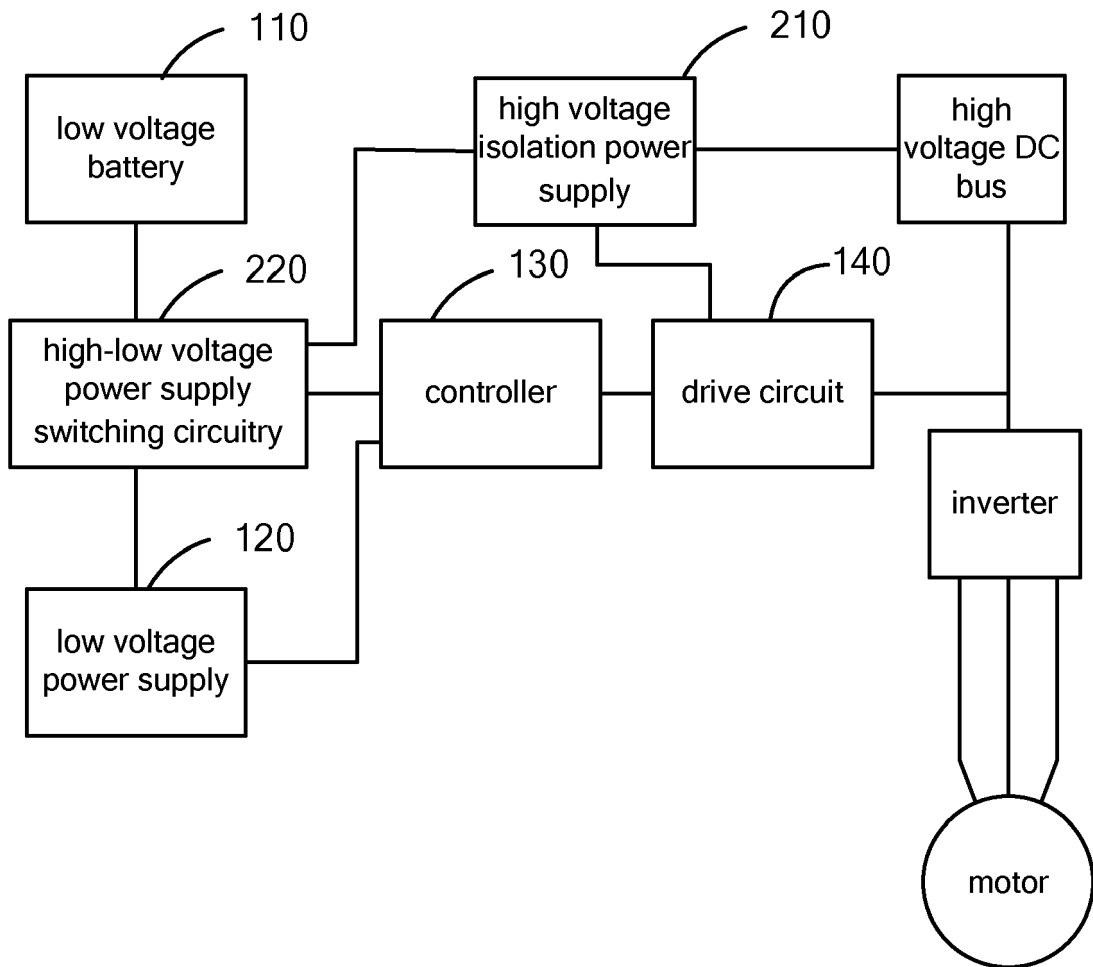 110
210
low voltage
battery
high voltage
isolation power
supply
high
voltage DC
bus
220
130
140
high-low voltage
power supply
switching circuitry
controller
drive circuit
inverter
120
low voltage
power supply
motor